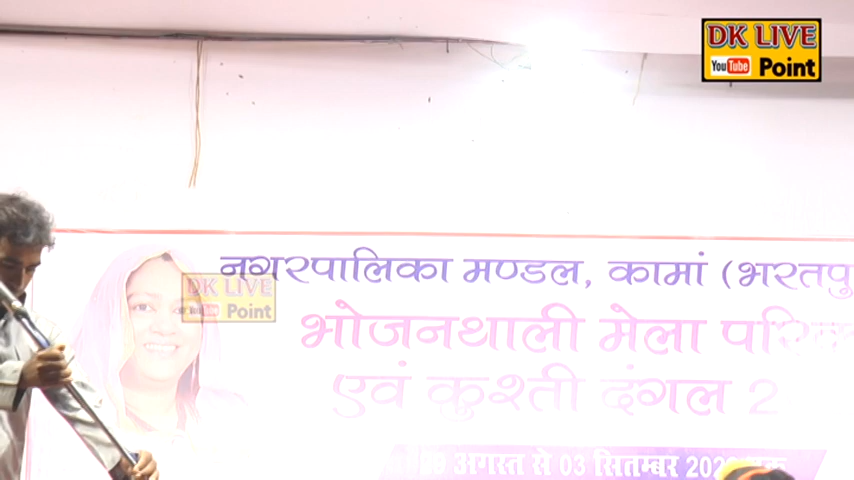 DK LIVE
YouTube Point
नगरपालिका मण्डल, कामां (भरतपु
DK LIVE
Point
भोजनथाली मेला
एवं कुश्ती दंगल 2
अगस्त से 03 सितम्बर